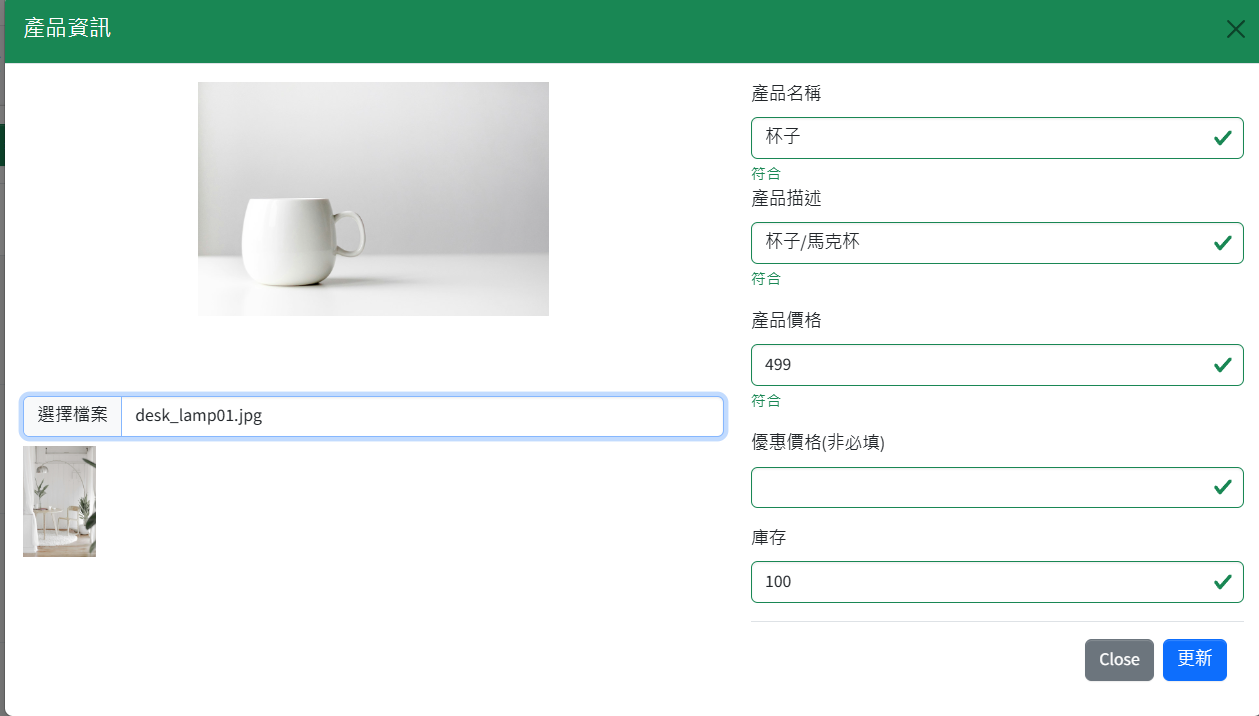 產品資訊
選擇檔案 desk_lamp01.jpg
產品名稱
杯子
符合
產品描述
杯子/馬克杯
符合
產品價格
499
符合
優惠價格(非必填)
庫存
100
Close 更新